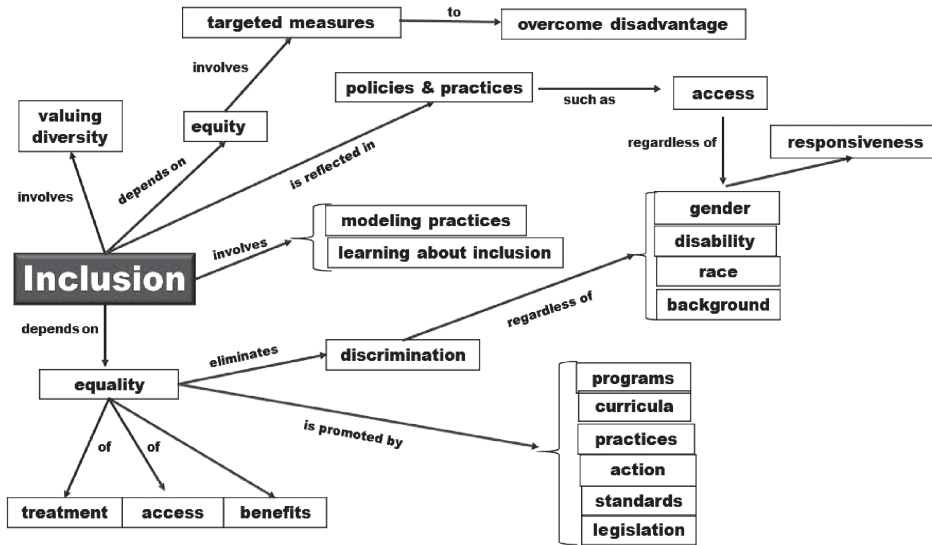 targeted measures
to
overcome disadvantage
involves
policies & practices
such as
access
valuing
diversity
equity
regardless of
responsiveness
depends on
is reflected in
involves
gender
modeling practices
disability
involves
learning about inclusion
race
Inclusion
background
regardless of
depends on
eliminates
discrimination
equality
programs
curricula
is promoted by
practices
of
of
action
standards
treatment
access
benefits
legislation